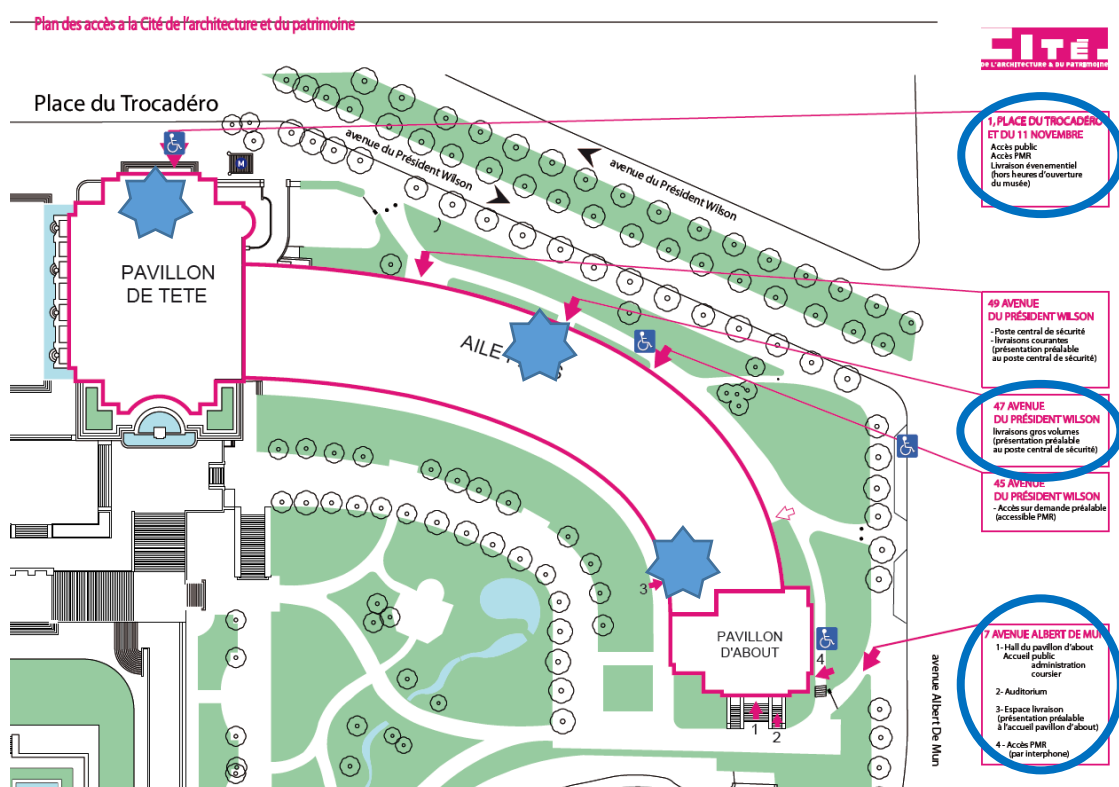 Plan des accès a la Cité de l'architecture et du patrimoine
CITÉ
DE L'ARCHITECTURE & DU PATRIMOINE
Place du Trocadéro
M
avenue du Président Wilson
avenue du Président Wilson
1, PLACE DU TROCADÉRO
ET DU 11 NOVEMBRE
Accès public
Accès PMR
Livraison évenementiel
(hors heures d'ouverture
du musée)
PAVILLON
DE TETE
AILE
49 AVENUE
DU PRÉSIDENT WILSON
- Poste central de sécurité
- livraisons courantes
(présentation préalable
au poste central de sécurité)
47 AVENUE
DU PRÉSIDENT WILSON
livraisons gros volumes
(présentation préalable
au poste central de sécurité)
45 AVENUE
DU PRÉSIDENT WILSON
- Accès sur demande préalable
(accessible PMR)
3
PAVILLON
D'ABOUT
4
1
2
avenue Albert De Mun
7 AVENUE ALBERT DE MUN
1- Hall du pavillon d'about
Accueil public
administration
coursier
2- Auditorium
3- Espace livraison
(présentation préalable
à l'accueil pavillon d'about)
4 - Accès PMR
(par interphone)